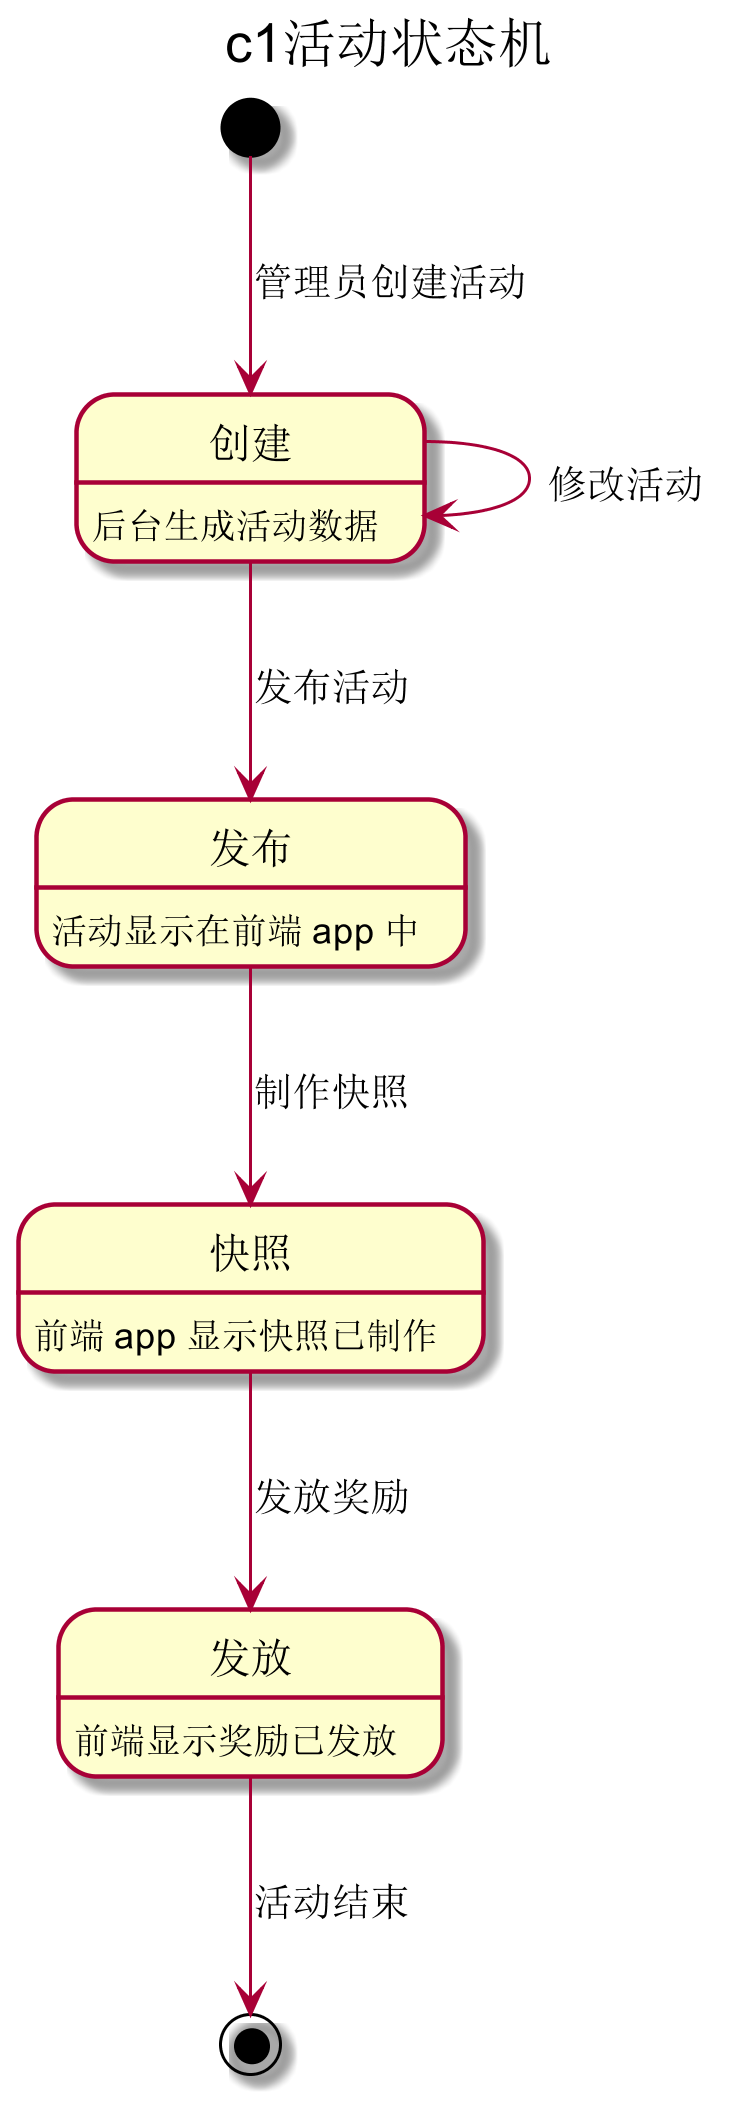 c1活动状态机
管理员创建活动
创建
修改活动
后台生成活动数据
发布活动
发布
活动显示在前端 app 中
制作快照
快照
前端 app 显示快照已制作
发放奖励
发放
前端显示奖励已发放
活动结束